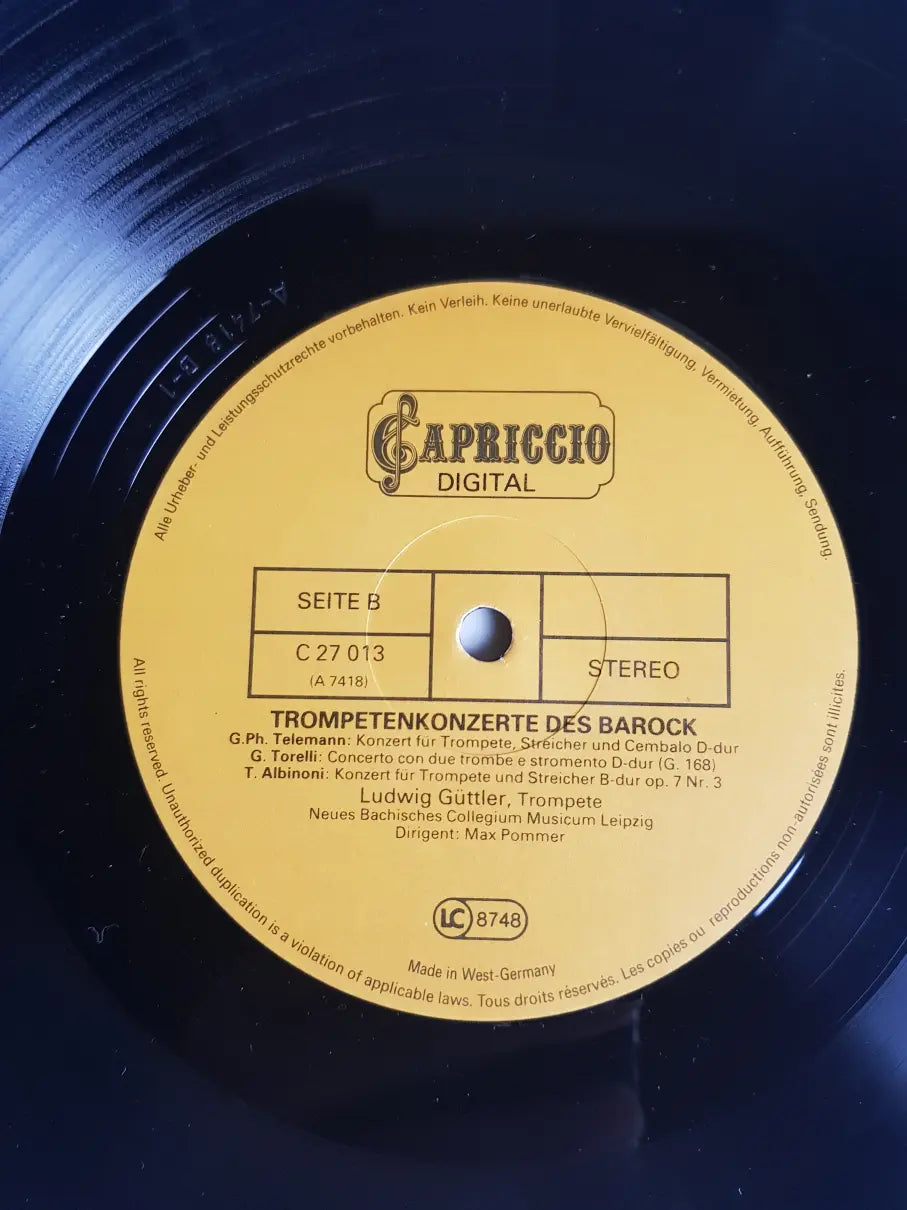 Alle Urheber- und Leistungsschutzrechte vorbehalten. Kein Verleih. Keine unerlaubte Vervielfältigung, Vermietung, Aufführung, Sendung.
A-7418 B-1
CAPRICCIO
DIGITAL
SEITE B
C 27 013
(A 7418)
STEREO
TROMPETENKONZERTE DES BAROCK
G.Ph. Telemann: Konzert für Trompete, Streicher und Cembalo D-dur
G. Torelli: Concerto con due trombe e stromento D-dur (G. 168)
T. Albinoni: Konzert für Trompete und Streicher B-dur op. 7 Nr. 3
Ludwig Güttler, Trompete
Neues Bachisches Collegium Musicum Leipzig
Dirigent: Max Pommer
LC 8748
Made in West-Germany
All rights reserved. Unauthorized duplication is a violation of applicable laws. Tous droits réservés. Les copies ou reproductions non-autorisées sont illicites.